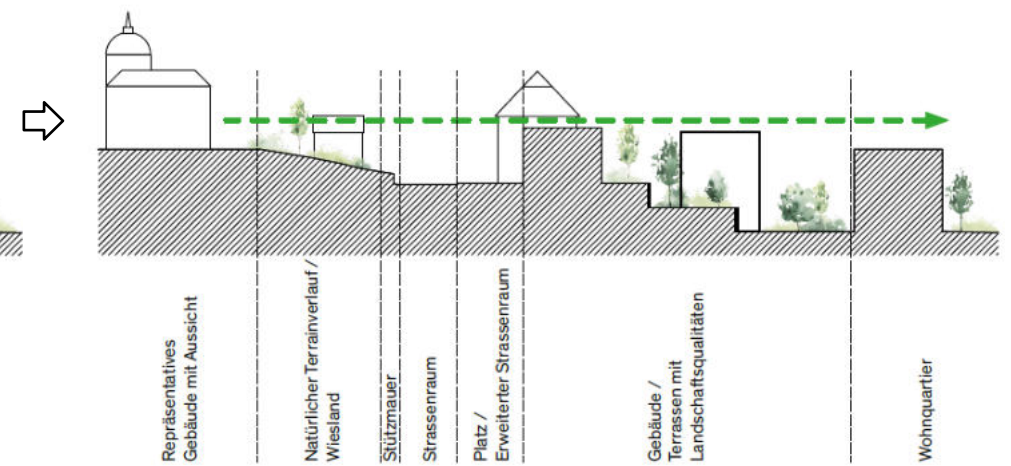 Repräsentatives
Gebäude mit Aussicht
Natürlicher Terrainverlauf /
Wiesland
Stützmauer
Strassenraum
Platz /
Erweiterter Strassenraum
Gebäude /
Terrassen mit
Landschaftsqualitäten
Wohnquartier